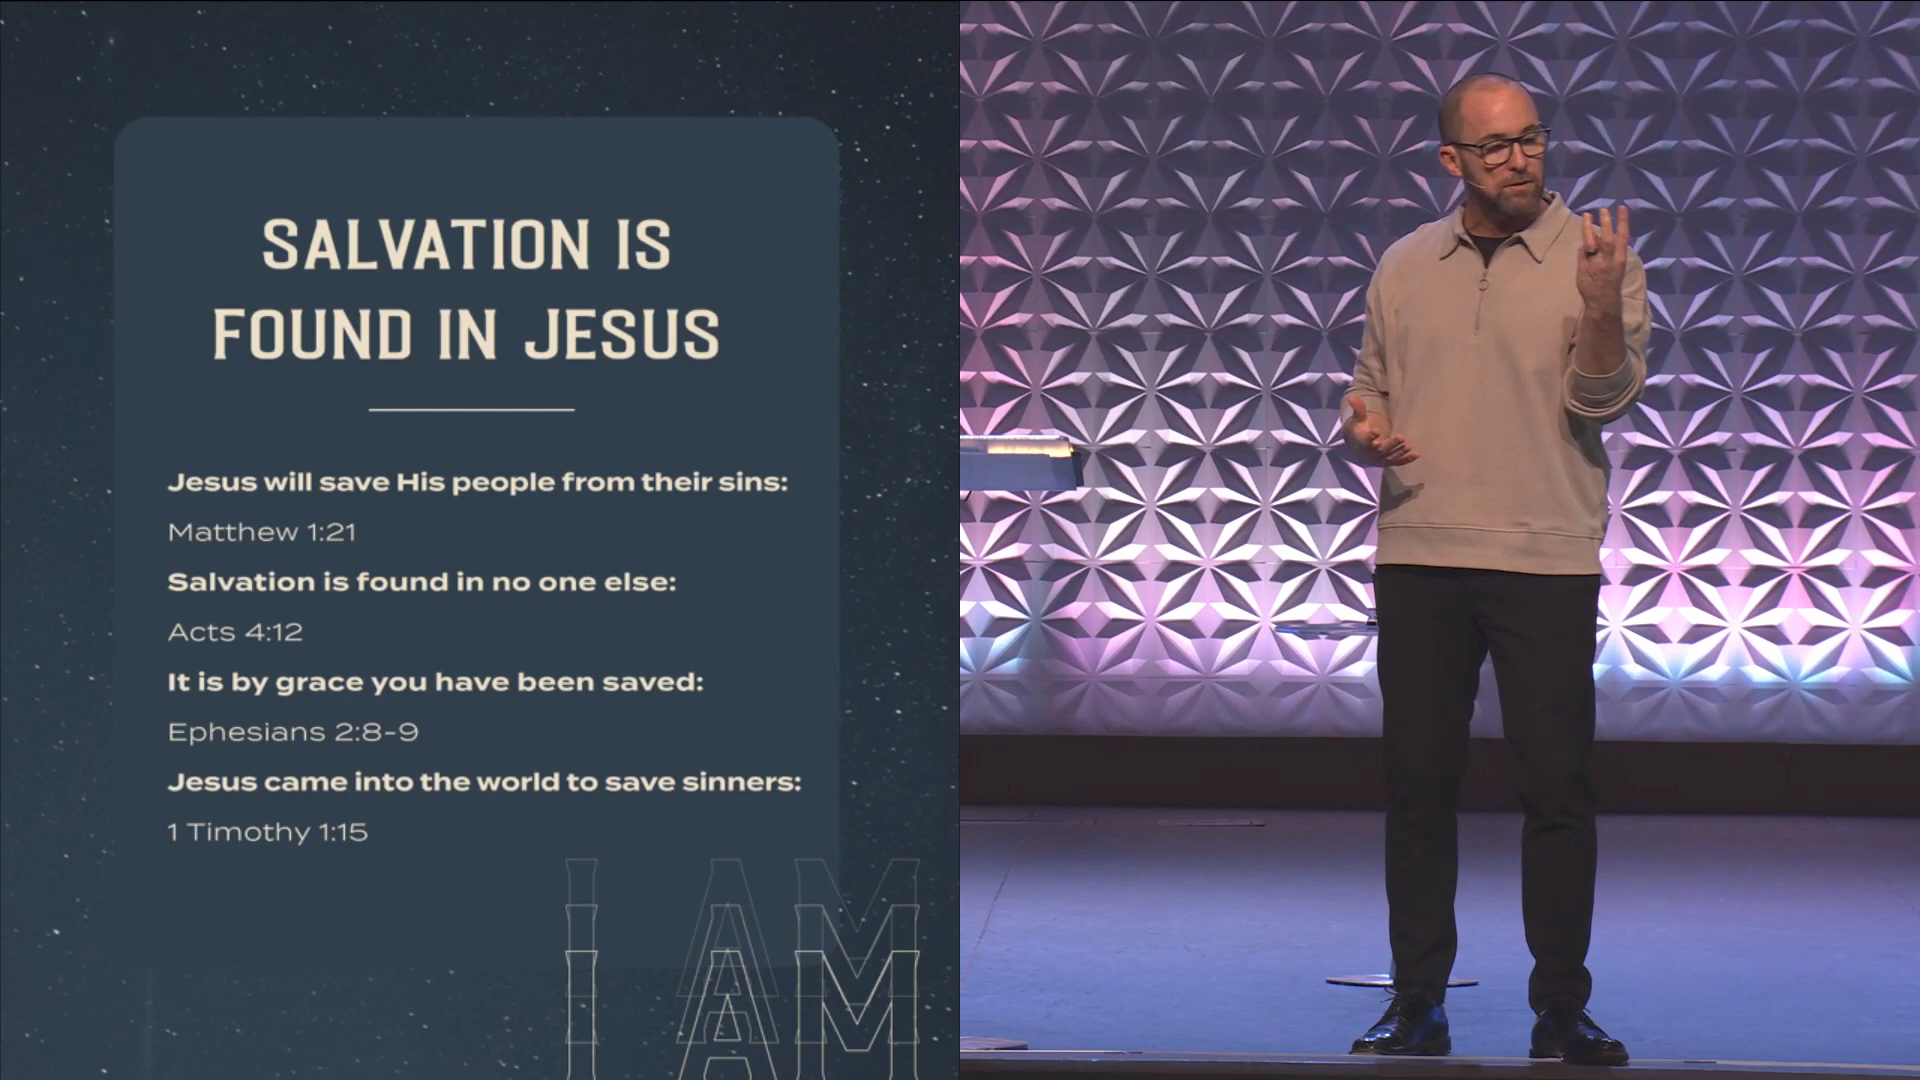 SALVATION IS
FOUND IN JESUS
Jesus will save His people from their sins:
Matthew 1:21
Salvation is found in no one else:
Acts 4:12
It is by grace you have been saved:
Ephesians 2:8-9
Jesus came into the world to save sinners:
1 Timothy 1:15
I AM
I AM
I AM